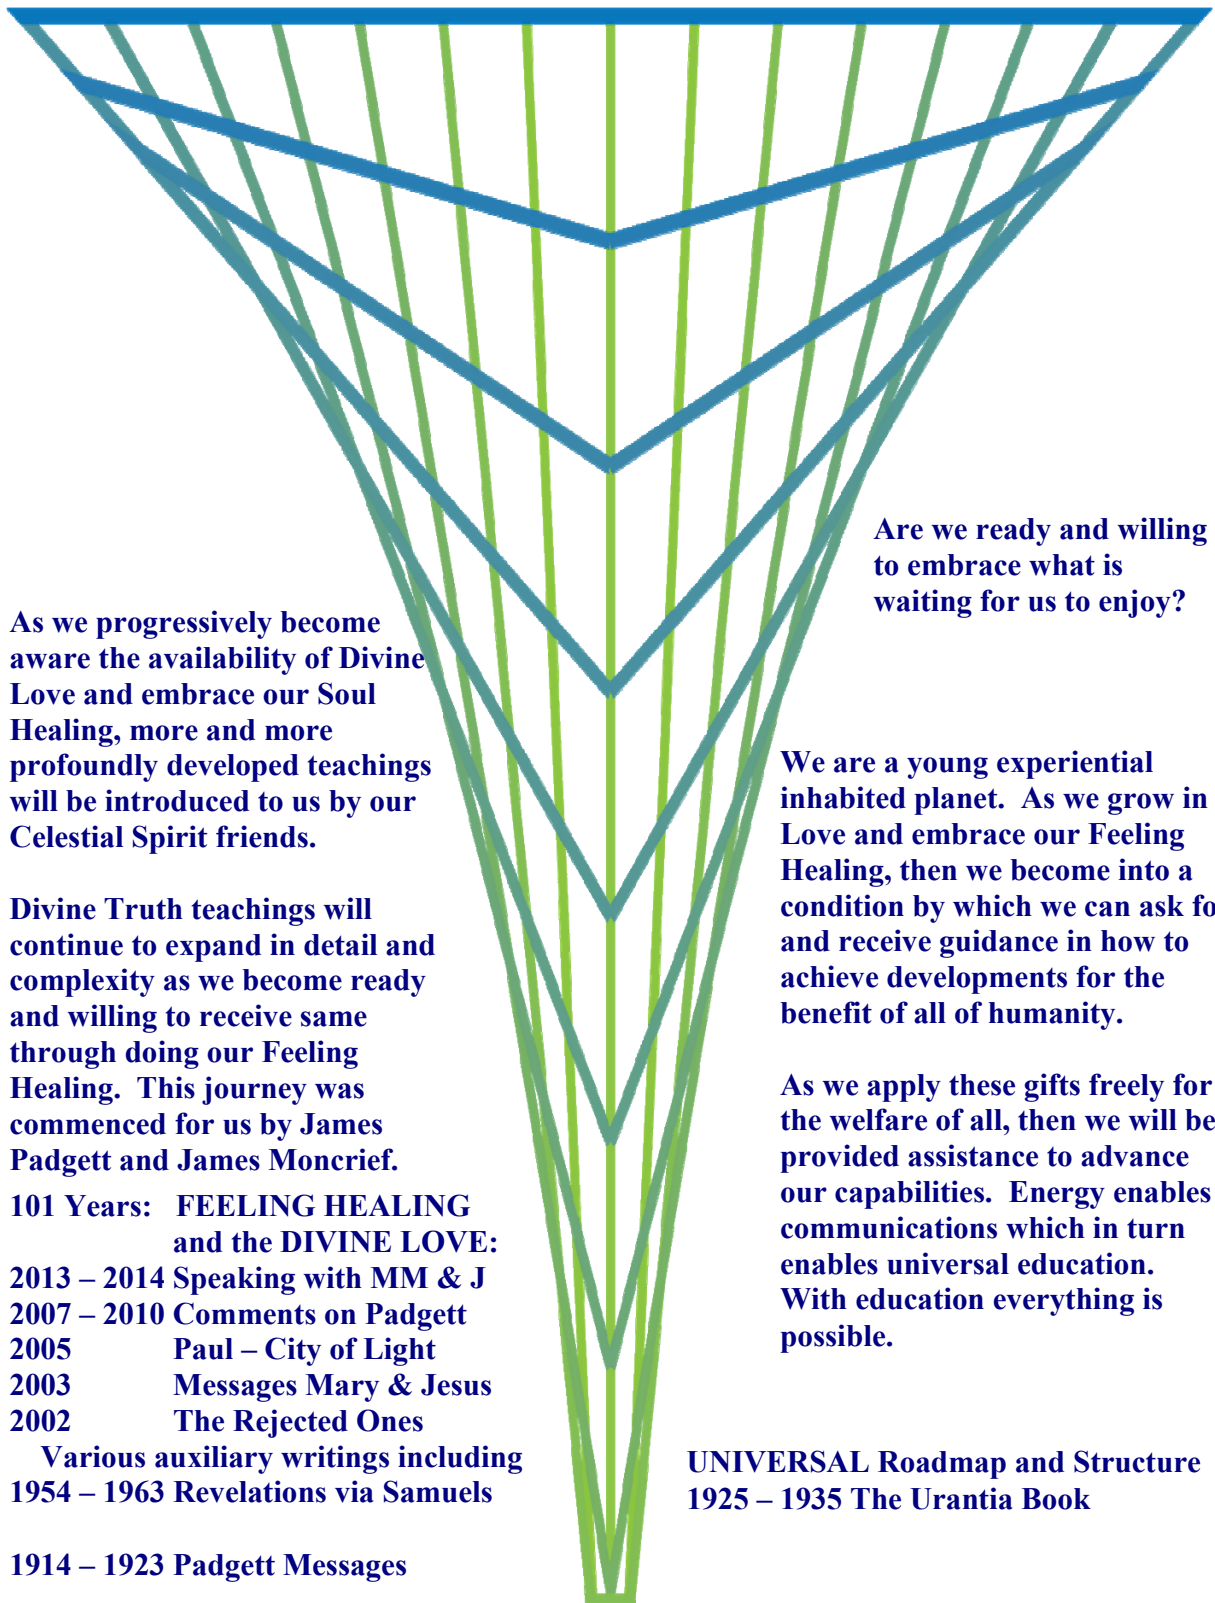 As we progressively become
aware the availability of Divine
Love and embrace our Soul
Healing, more and more
profoundly developed teachings
will be introduced to us by our
Celestial Spirit friends.
Divine Truth teachings will
continue to expand in detail and
complexity as we become ready
and willing to receive same
through doing our Feeling
Healing.  This journey was
commenced for us by James
Padgett and James Moncrief.
101 Years:   FEELING HEALING
and the DIVINE LOVE:
2013 – 2014 Speaking with MM & J
2007 – 2010 Comments on Padgett
2005 Paul – City of Light
2003 Messages Mary & Jesus
2002 The Rejected Ones
Various auxiliary writings including
1954 – 1963 Revelations via Samuels
1914 – 1923 Padgett Messages
Are we ready and willing
to embrace what is
waiting for us to enjoy?
We are a young experiential
inhabited planet.  As we grow in
Love and embrace our Feeling
Healing, then we become into a
condition by which we can ask fo
and receive guidance in how to
achieve developments for the
benefit of all of humanity.
As we apply these gifts freely for
the welfare of all, then we will be
provided assistance to advance
our capabilities.  Energy enables
communications which in turn
enables universal education.
With education everything is
possible.
UNIVERSAL Roadmap and Structure
1925 – 1935 The Urantia Book